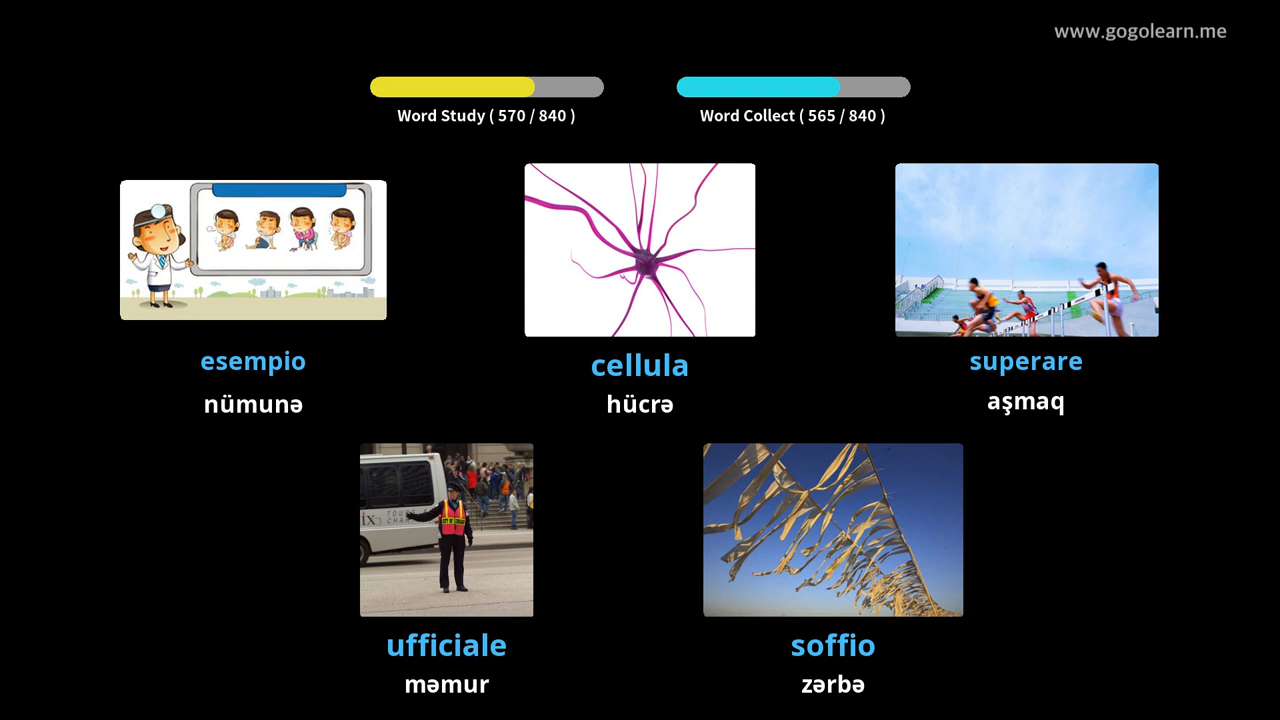 www.gogolearn.me
Word Study ( 570 / 840 )
Word Collect ( 565 / 840 )
esempio
nümunə
cellula
hücrə
superare
aşmaq
ufficiale
məmur
soffio
zərbə